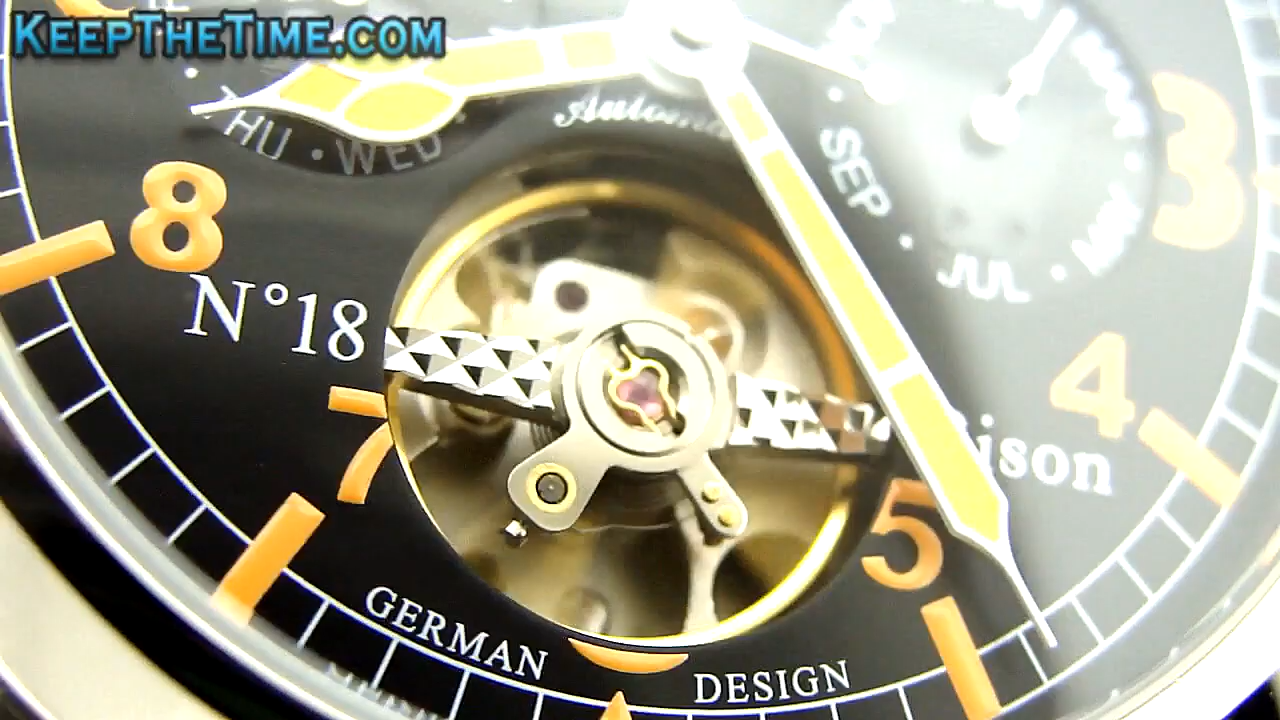 KEEPTHETIME.COM
THU • WED
SEP
• JUL •
3
8
N°18
4
7
5
GERMAN DESIGN